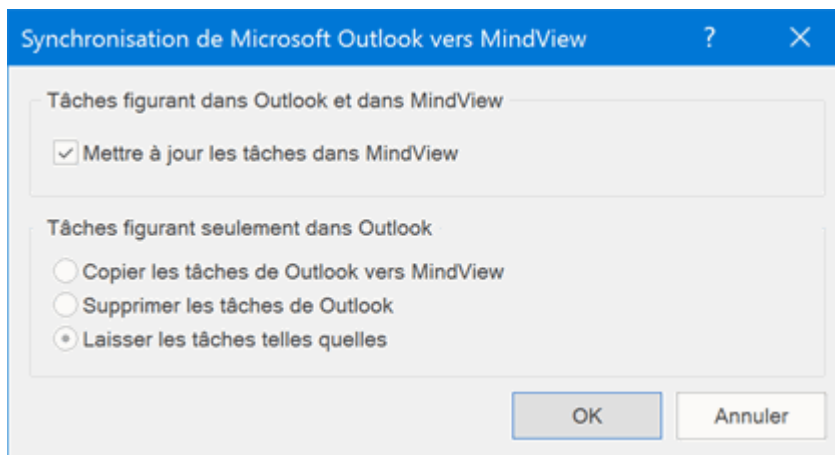 Synchronisation de Microsoft Outlook vers MindView ?
Tâches figurant dans Outlook et dans MindView
Mettre à jour les tâches dans MindView
Tâches figurant seulement dans Outlook
Copier les tâches de Outlook vers MindView
Supprimer les tâches de Outlook
Laisser les tâches telles quelles
OK Annuler